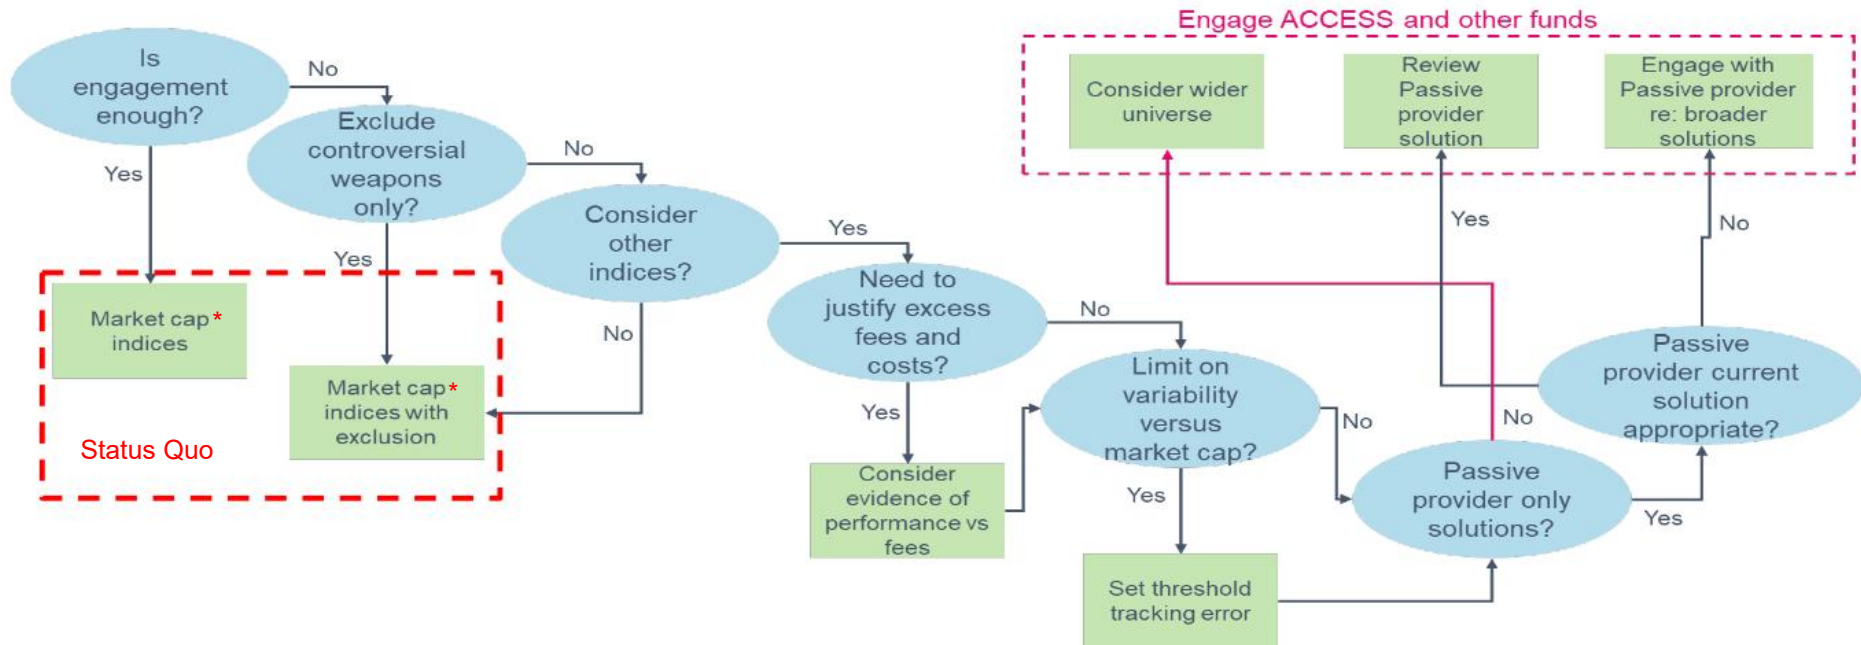 Engage ACCESS and other funds
Is
engagement
enough?
No
Yes
Exclude
controversial
weapons
only?
No
Yes
Consider
other
indices?
Yes
No
Market cap*
indices
Market cap*
indices with
exclusion
Status Quo
Need to
justify excess
fees and
costs?
No
Yes
Consider
evidence of
performance vs
fees
Limit on
variability
versus
market cap?
No
Yes
Set threshold
tracking error
Passive
provider only
solutions?
No
Yes
Passive
provider current
solution
appropriate?
Yes
No
Consider wider
universe
Review
Passive
provider
solution
Engage with
Passive provider
re: broader
solutions